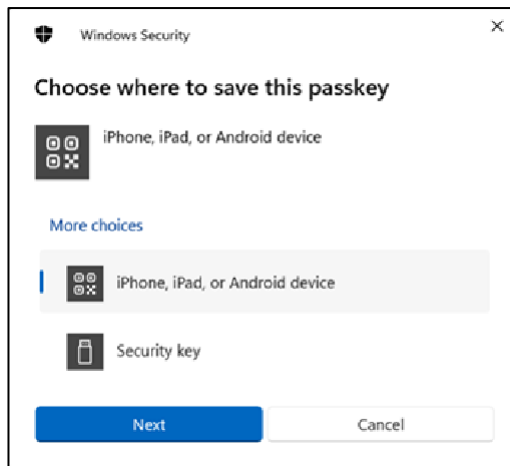 Windows Security
Choose where to save this passkey
iPhone, iPad, or Android device
More choices
iPhone, iPad, or Android device
Security key
Next
Cancel